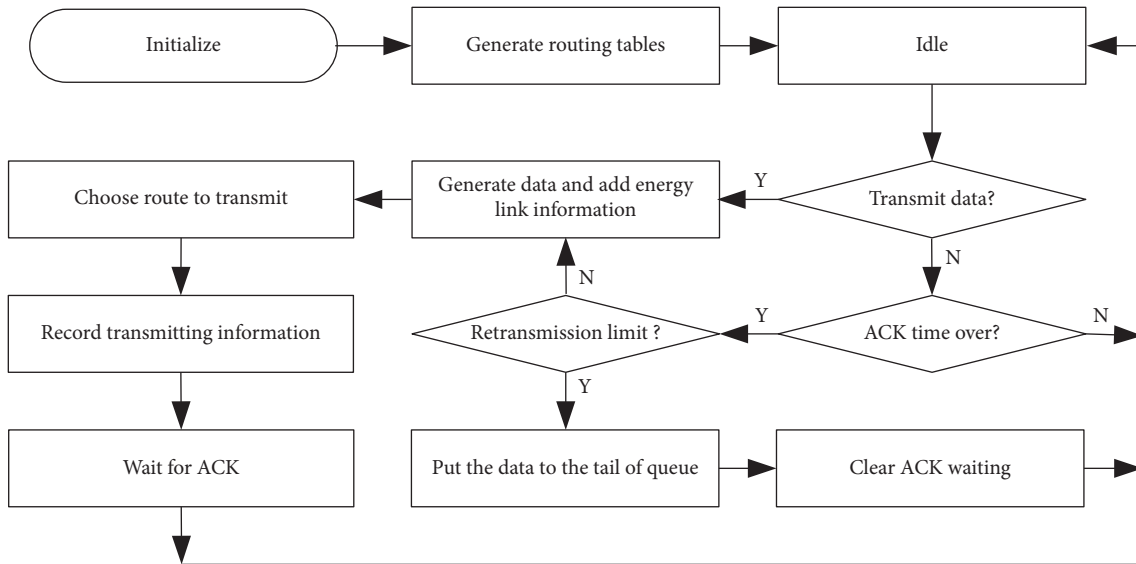 Initialize
Generate routing tables
Idle
Choose route to transmit
Generate data and add energy
link information
Y
Transmit data?
N
N
Record transmitting information
Retransmission limit ?
Y
ACK time over?
N
Y
Wait for ACK
Put the data to the tail of queue
Clear ACK waiting